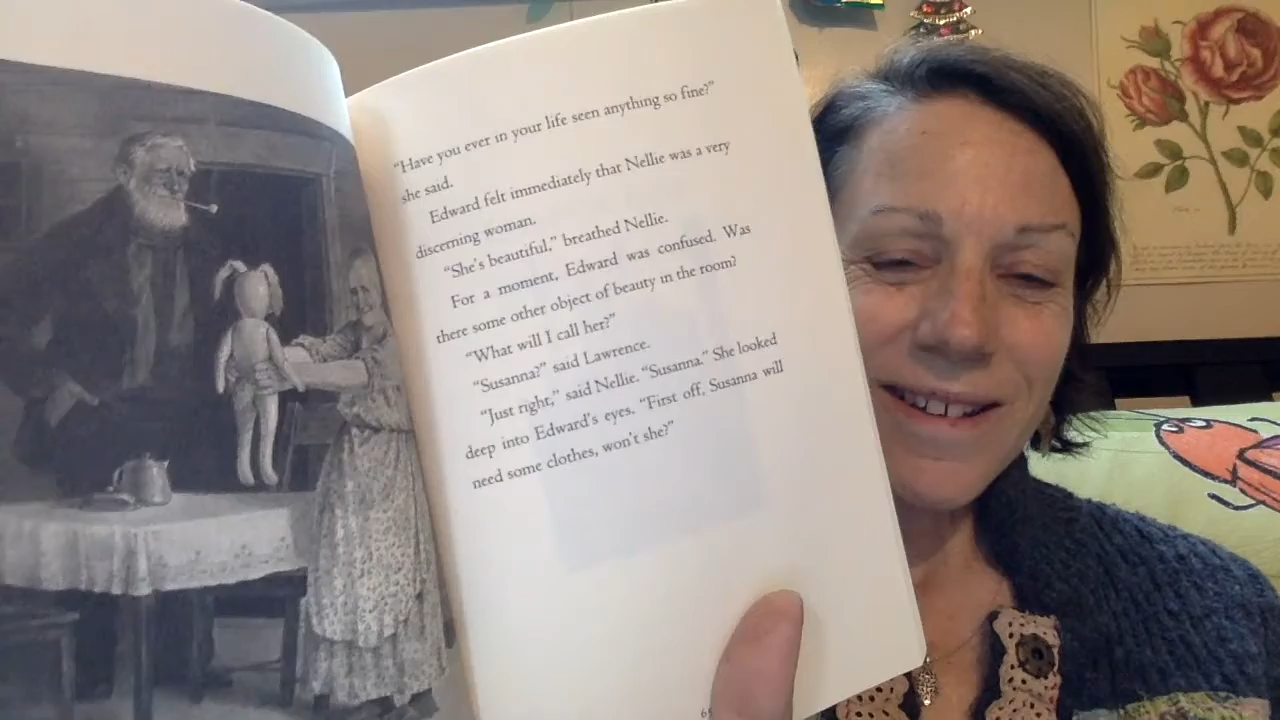 “Have you ever in your life seen anything so fine?”
she said.
Edward felt immediately that Nellie was a very
discerning woman.
“She’s beautiful,” breathed Nellie.
For a moment, Edward was confused. Was
there some other object of beauty in the room?
“What will I call her?”
“Susanna?” said Lawrence.
“Just right,” said Nellie. “Susanna.” She looked
deep into Edward’s eyes. “First off, Susanna will
need some clothes, won’t she?”